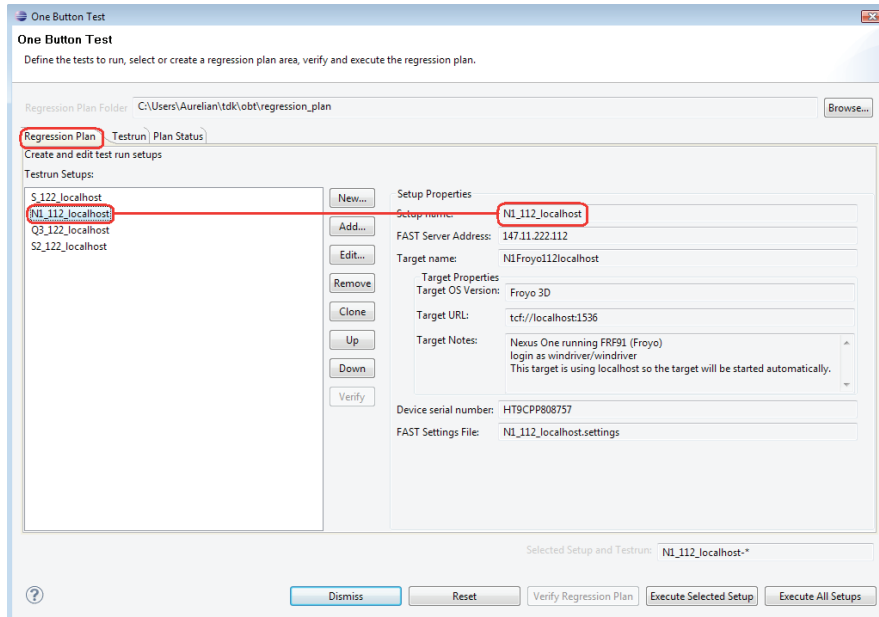 One Button Test
One Button Test
Define the tests to run, select or create a regression plan area, verify and execute the regression plan.
Regression Plan Folder C:\Users\Aurelian\tdk\obt\regression_plan Browse...
Regression Plan Testrun Plan Status
Create and edit test run setups
Testrun Setups:
S_122_localhost
N1_112_localhost
Q3_122_localhost
S2_122_localhost
New...
Add...
Edit...
Remove
Clone
Up
Down
Verify
Setup Properties
Setup name: N1_112_localhost
FAST Server Address: 147.11.222.112
Target name: N1Froyo112localhost
Target Properties
Target OS Version: Froyo 3D
Target URL: tcf://localhost:1536
Target Notes: Nexus One running FRF91 (Froyo)
login as windriver/windriver
This target is using localhost so the target will be started automatically.
Device serial number: HT9CPP808757
FAST Settings File: N1_112_localhost.settings
Selected Setup and Testrun: N1_112_localhost-*
? Dismiss Reset Verify Regression Plan Execute Selected Setup Execute All Setups